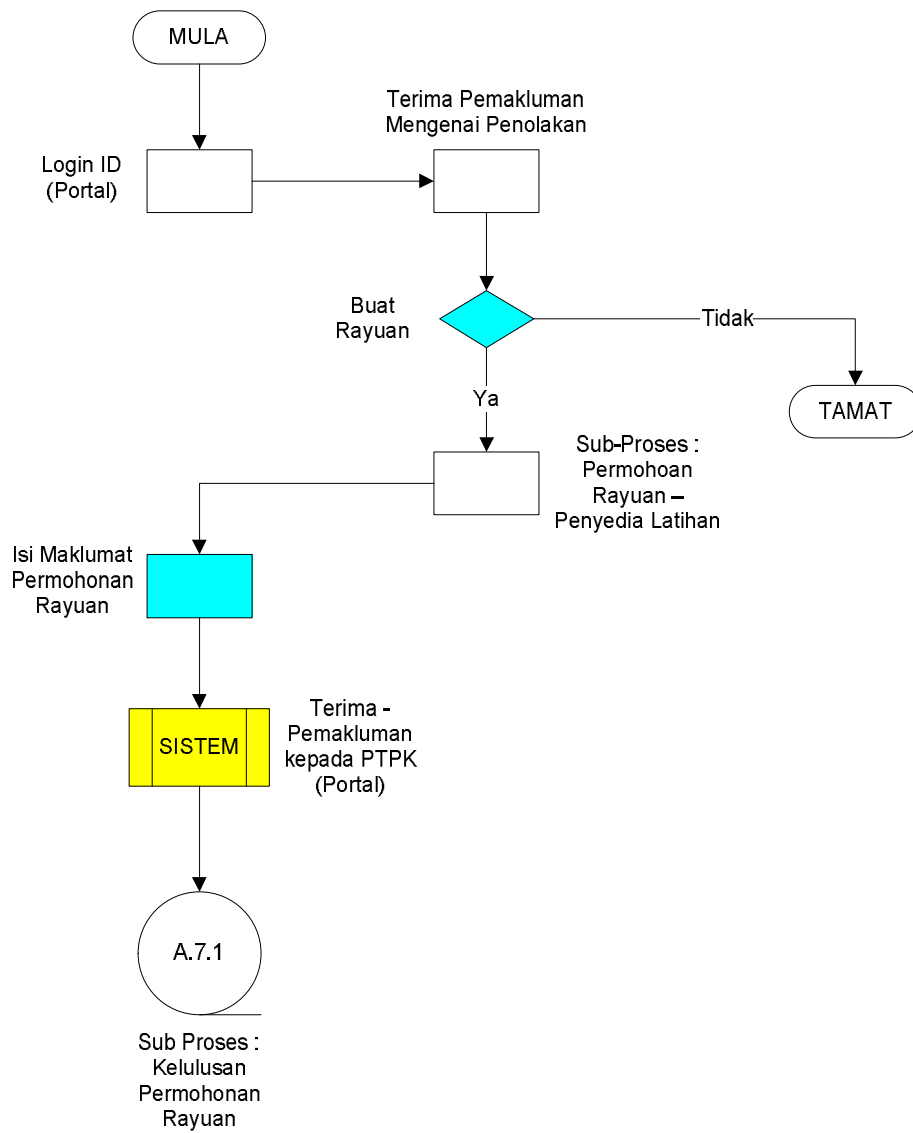 MULA
Terima Pemakluman
Mengenai Penolakan
Login ID
(Portal)
Buat
Rayuan
Tidak
Ya
TAMAT
Sub-Proses :
Permohoan
Rayuan –
Penyedia Latihan
Isi Maklumat
Permohonan
Rayuan
SISTEM
Terima -
Pemakluman
kepada PTPK
(Portal)
A.7.1
Sub Proses :
Kelulusan
Permohonan
Rayuan